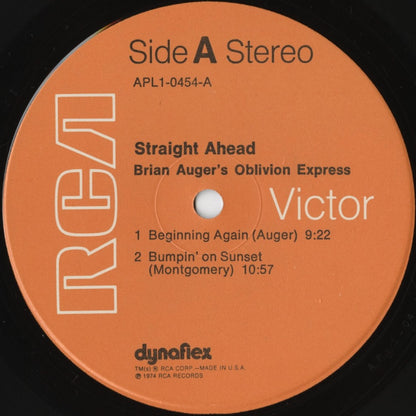 Side A Stereo
APL1-0454-A
RCA
Straight Ahead
Brian Auger's Oblivion Express
Victor
1 Beginning Again (Auger) 9:22
2 Bumpin' on Sunset
(Montgomery) 10:57
dynaflex
TM(s) ® RCA CORP.—MADE IN U.S.A.
℗ 1974 RCA RECORDS